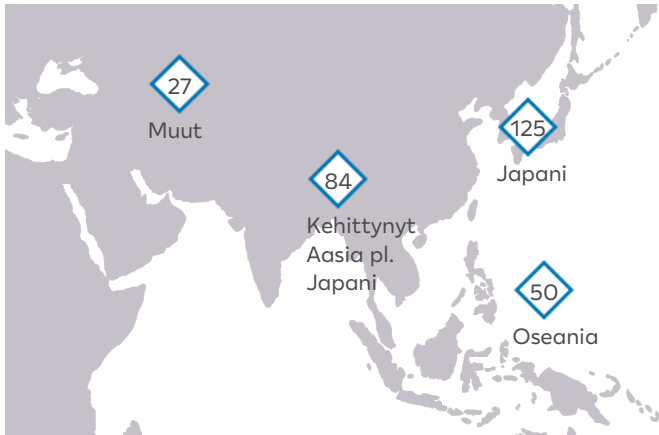 27
Muut
125
Japani
84
Kehittynyt
Aasia pl.
Japani
50
Oseania